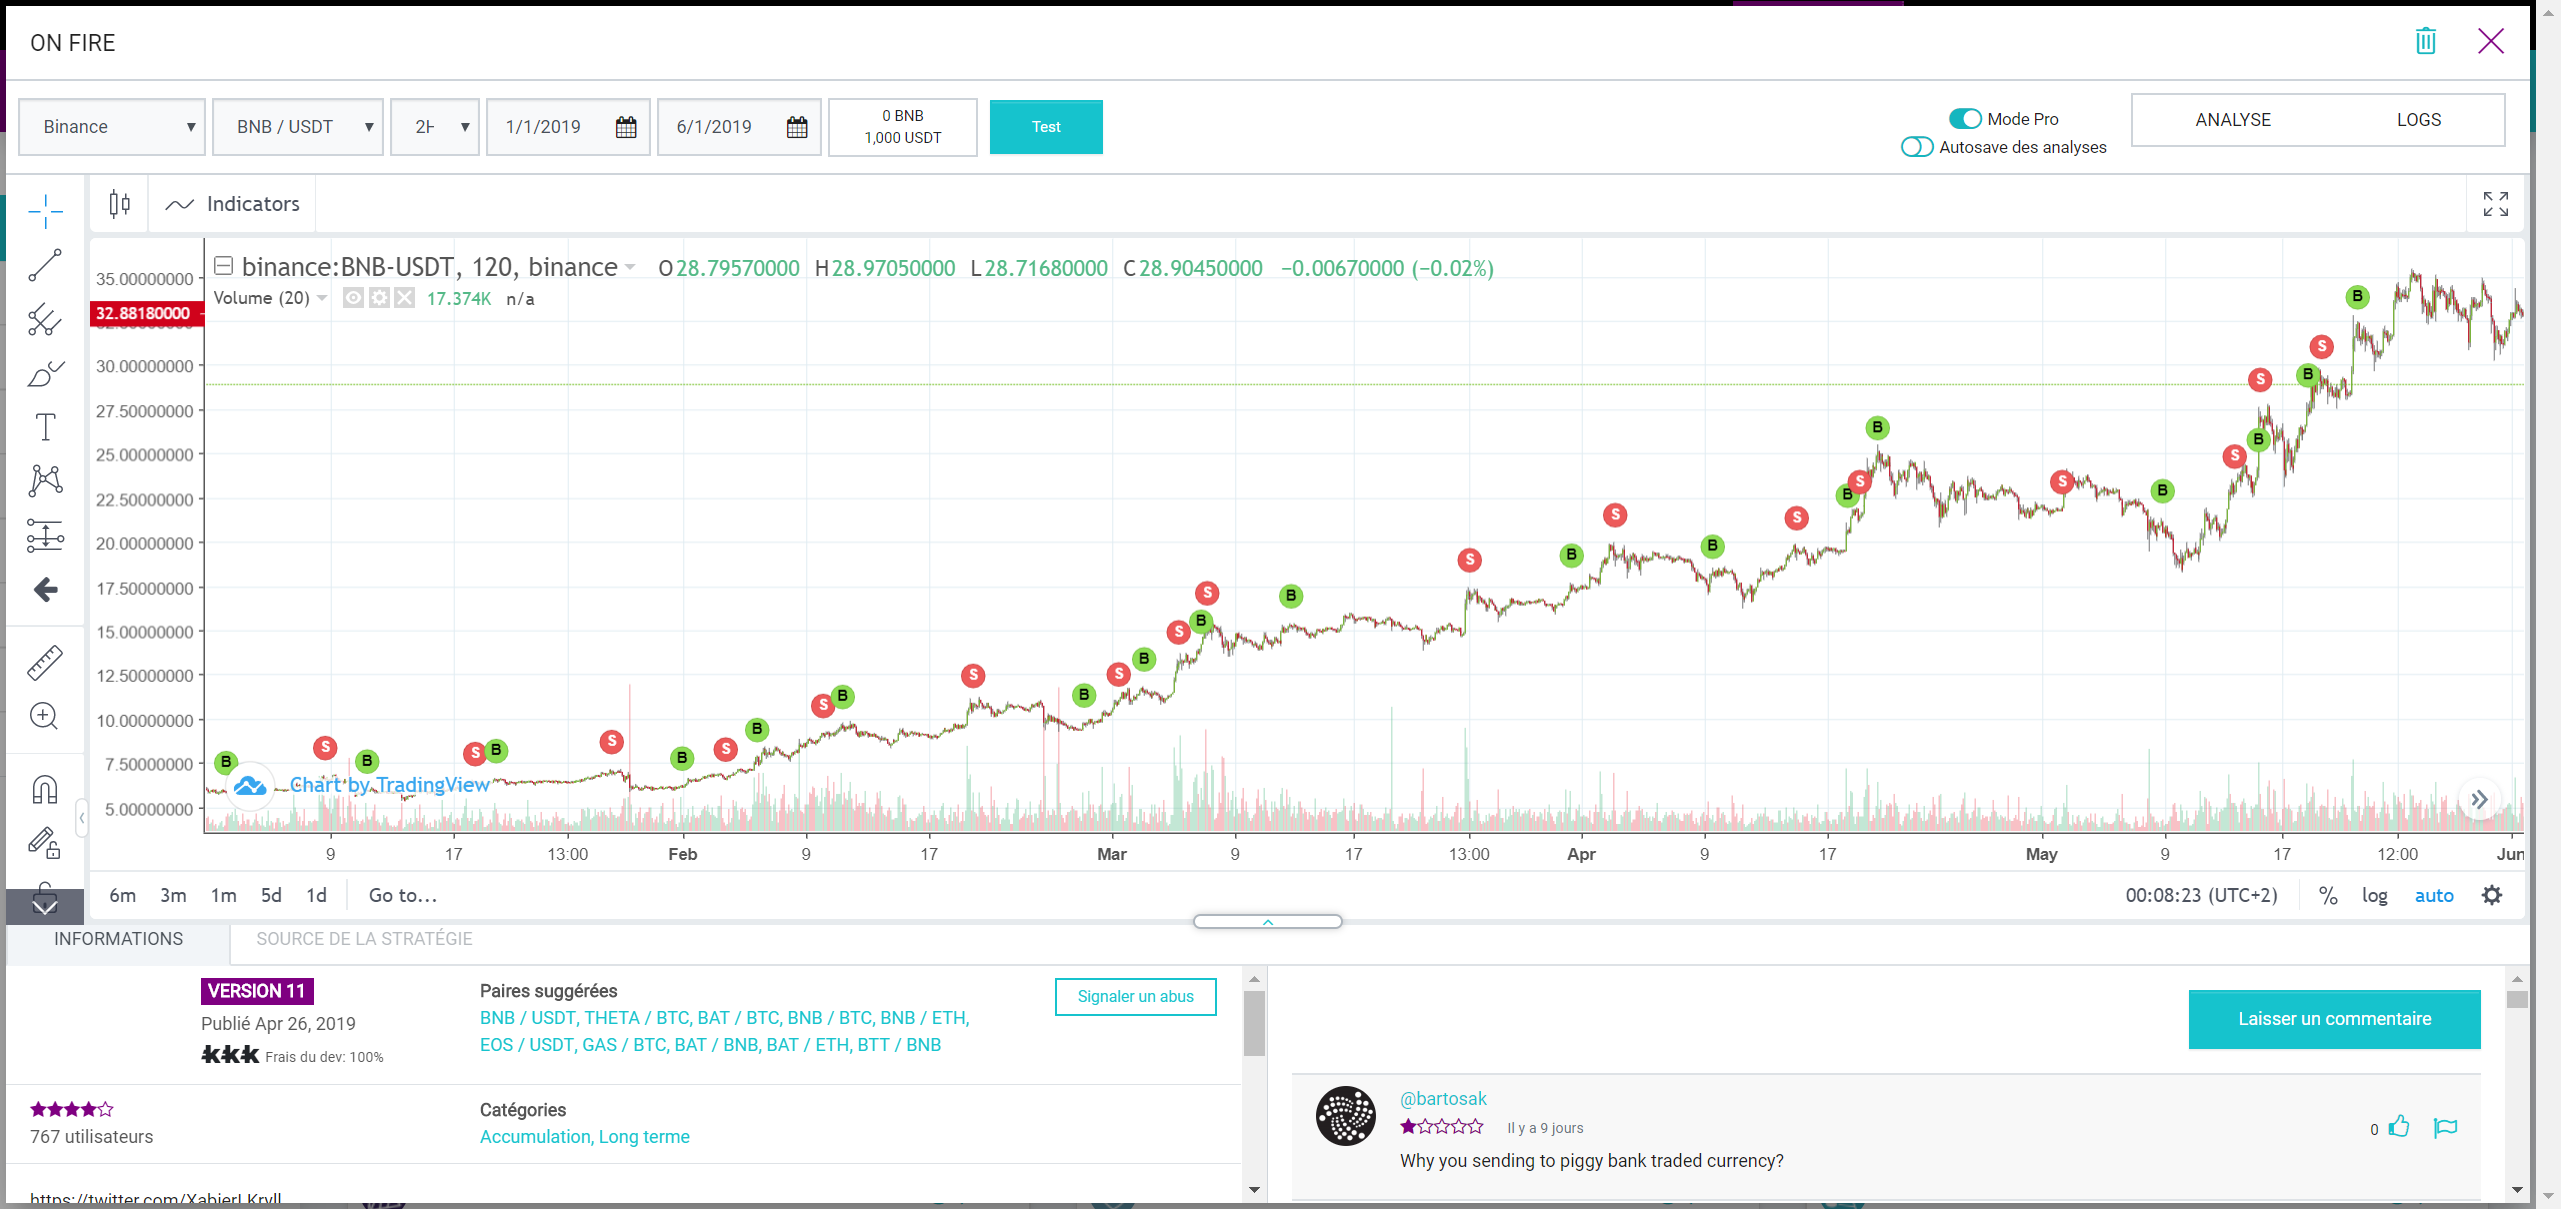 ON FIRE
Binance
BNB / USDT
2H
1/1/2019
6/1/2019
0 BNB
1,000 USDT
Test
Mode Pro
Autosave des analyses
ANALYSE
LOGS
Indicators
binance:BNB-USDT, 120, binance O28.79570000 H28.97050000 L28.71680000 C28.90450000 −0.00670000 (−0.02%)
Volume (20) 17.374K n/a
35.00000000
32.88180000
30.00000000
27.50000000
25.00000000
22.50000000
20.00000000
17.50000000
15.00000000
12.50000000
10.00000000
7.50000000
5.00000000
B S B S B S B S B S B S B S B S B S B S B S B S B S B S B S B S B S B
Chart by TradingView
9 17 13:00 Feb 9 17 Mar 9 17 13:00 Apr 9 17 May 9 17 12:00 Jun
6m 3m 1m 5d 1d Go to...
00:08:23 (UTC+2) % log auto
INFORMATIONS
SOURCE DE LA STRATÉGIE
VERSION 11
Publié Apr 26, 2019
kkk Frais du dev: 100%
Paires suggérées
BNB / USDT, THETA / BTC, BAT / BTC, BNB / BTC, BNB / ETH,
EOS / USDT, GAS / BTC, BAT / BNB, BAT / ETH, BTT / BNB
Signaler un abus
767 utilisateurs
Catégories
Accumulation, Long terme
https://twitter.com/XabierLKryll
Laisser un commentaire
@bartosak
Il y a 9 jours
0
Why you sending to piggy bank traded currency?